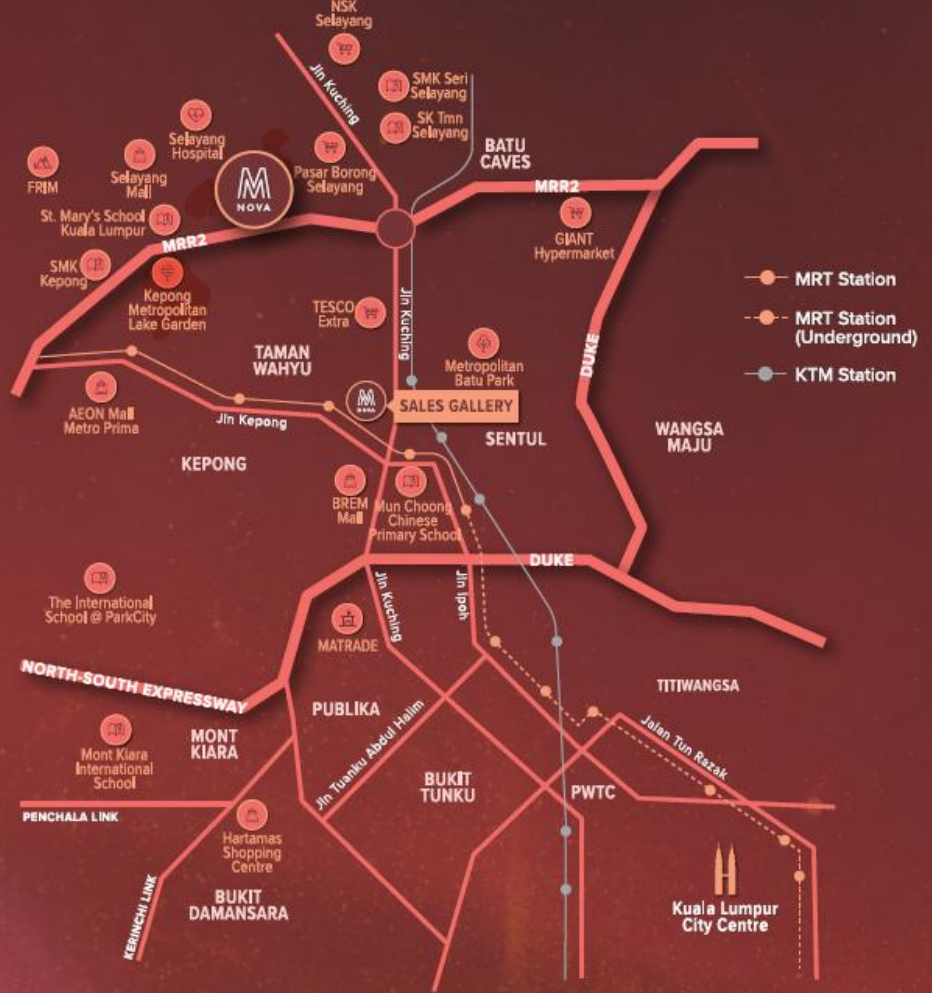 NSK
Selayang
Jln Kuching
SMK Seri
Selayang
SK Tmn
Selayang
BATU
CAVES
Selayang
Hospital
Selayang
Mall
FRIM
M
NOVA
Pasar Borong
Selayang
MRR2
St. Mary's School
Kuala Lumpur
MRR2
GIANT
Hypermarket
SMK
Kepong
Kepong
Metropolitan
Lake Garden
TESCO
Extra
Jln Kuching
MRT Station
MRT Station
(Underground)
KTM Station
TAMAN
WAHYU
Metropolitan
Batu Park
DUKE
AEON Mall
Metro Prima
M
NOVA
SALES GALLERY
Jln Kepong
SENTUL
WANGSA
MAJU
KEPONG
BREM
Mall
Mun Choong
Chinese
Primary School
DUKE
Jln Kuching
Jln Ipoh
The International
School @ ParkCity
MATRADE
NORTH-SOUTH EXPRESSWAY
TITIWANGSA
PUBLIKA
Jln Tuanku Abdul Halim
MONT
KIARA
Jalan Tun Razak
Mont Kiara
International
School
BUKIT
TUNKU
PWTC
PENCHALA LINK
Hartamas
Shopping
Centre
KERINCHI LINK
BUKIT
DAMANSARA
Kuala Lumpur
City Centre